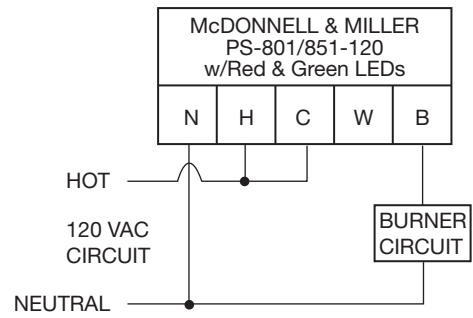 McDONNELL & MILLER
PS-801/851-120
w/Red & Green LEDs
N H C W B
HOT
120 VAC
CIRCUIT
BURNER
CIRCUIT
NEUTRAL